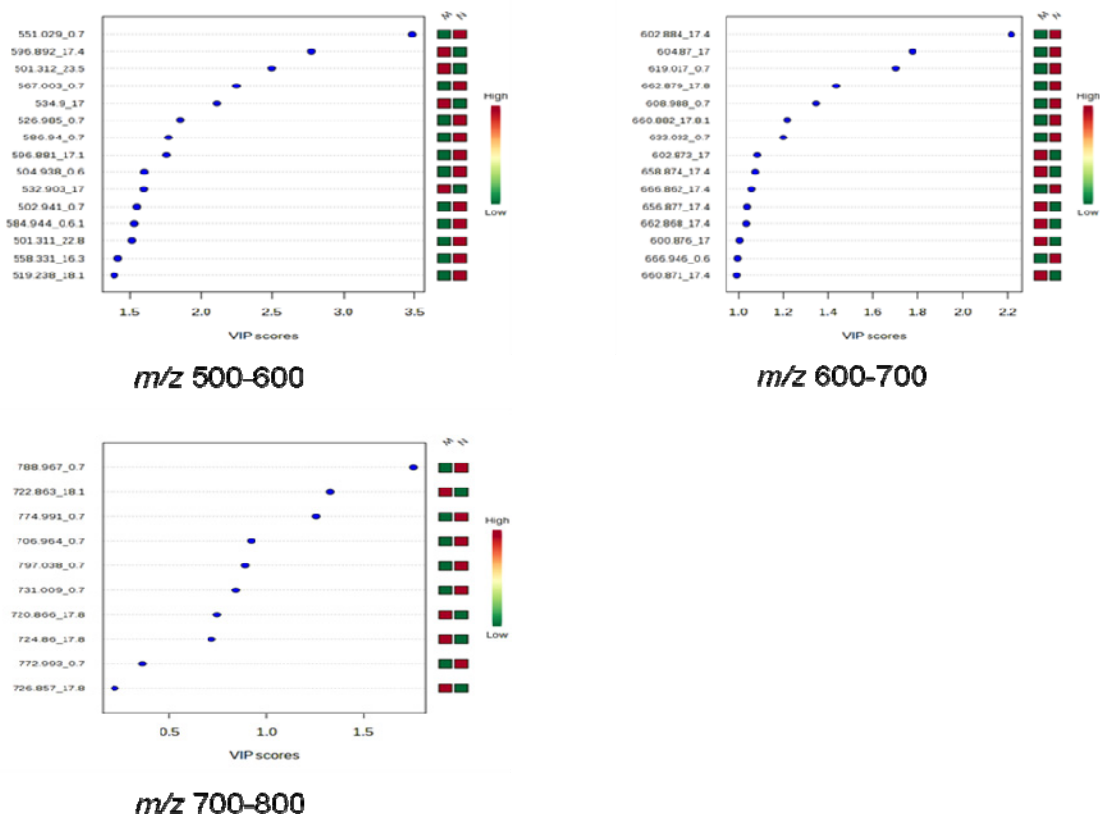 M N
551.029_0.7
596.892_17.4
501.312_23.5
567.003_0.7
534.9_17
526.985_0.7
586.94_0.7
596.881_17.1
504.938_0.6
532.903_17
502.941_0.7
584.944_0.6.1
501.311_22.8
558.331_16.3
519.238_18.1
High
Low
1.5 2.0 2.5 3.0 3.5
VIP scores
m/z 500-600
M N
602.884_17.4
604.87_17
619.017_0.7
662.879_17.8
608.988_0.7
660.882_17.8.1
602.873_17
658.874_17.4
666.862_17.4
656.877_17.4
662.868_17.4
600.876_17
666.946_0.6
660.871_17.4
High
Low
1.0 1.2 1.4 1.6 1.8 2.0 2.2
VIP scores
m/z 600-700
M N
788.967_0.7
722.863_18.1
774.991_0.7
706.964_0.7
797.038_0.7
731.009_0.7
720.866_17.8
724.86_17.8
772.993_0.7
726.857_17.8
High
Low
0.5 1.0 1.5
VIP scores
m/z 700-800